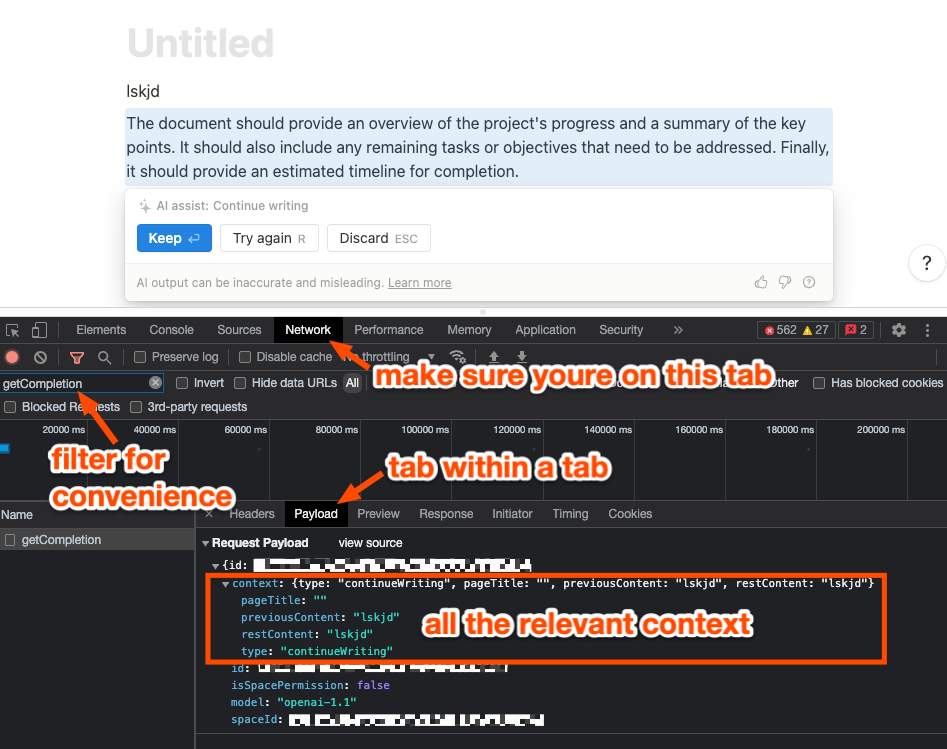 Untitled
lskjd
The document should provide an overview of the project's progress and a summary of the key
points. It should also include any remaining tasks or objectives that need to be addressed. Finally,
it should provide an estimated timeline for completion.
AI assist: Continue writing
Keep
Try again R
Discard ESC
AI output can be inaccurate and misleading. Learn more
?
Elements Console Sources Network Performance Memory Application Security » 562 27 2
Preserve log Disable cache throttling
getCompletion Invert Hide data URLs All Other Has blocked cookies
make sure youre on this tab
Blocked Requests 3rd-party requests
20000 ms 40000 ms 60000 ms 80000 ms 100000 ms 120000 ms 140000 ms 160000 ms 180000 ms 200000 ms
filter for
convenience
tab within a tab
Name
× Headers Payload Preview Response Initiator Timing Cookies
getCompletion
Request Payload view source
{id:
context: {type: "continueWriting", pageTitle: "", previousContent: "lskjd", restContent: "lskjd"}
pageTitle: ""
previousContent: "lskjd"
restContent: "lskjd"
type: "continueWriting"
all the relevant context
id:
isSpacePermission: false
model: "openai-1.1"
spaceId: